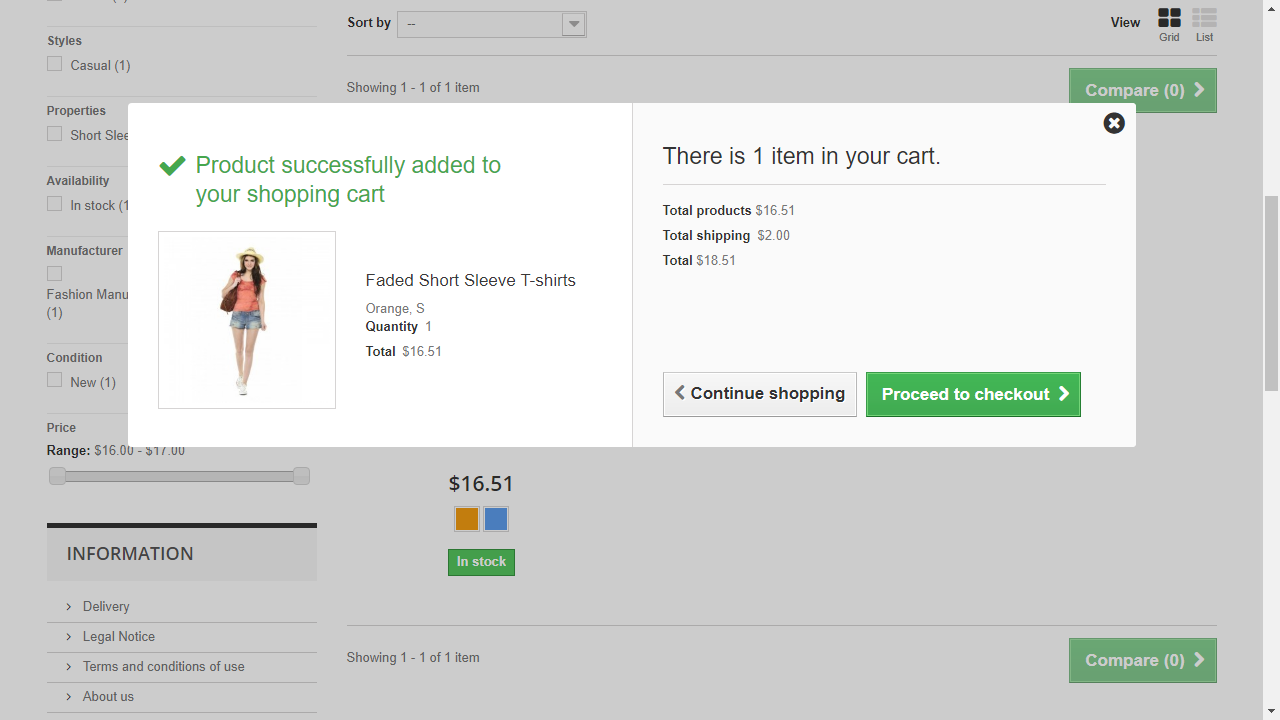 Sort by
--
View
Grid
List
Styles
Casual (1)
Showing 1 - 1 of 1 item
Compare (0)
Properties
Short Slee
Availability
In stock (1
Manufacturer
Fashion Manu
(1)
Condition
New (1)
Price
Range: $16.00 - $17.00
Product successfully added to
your shopping cart
Faded Short Sleeve T-shirts
Orange, S
Quantity 1
Total $16.51
There is 1 item in your cart.
Total products $16.51
Total shipping $2.00
Total $18.51
Continue shopping
Proceed to checkout
$16.51
In stock
INFORMATION
Delivery
Legal Notice
Terms and conditions of use
About us
Showing 1 - 1 of 1 item
Compare (0)